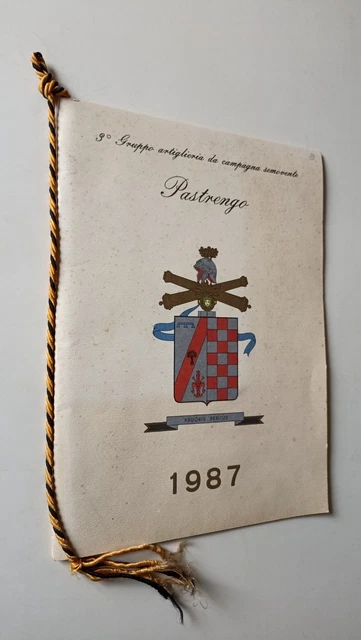 3° Gruppo artiglieria da campagna semovente
Pastrengo
1987